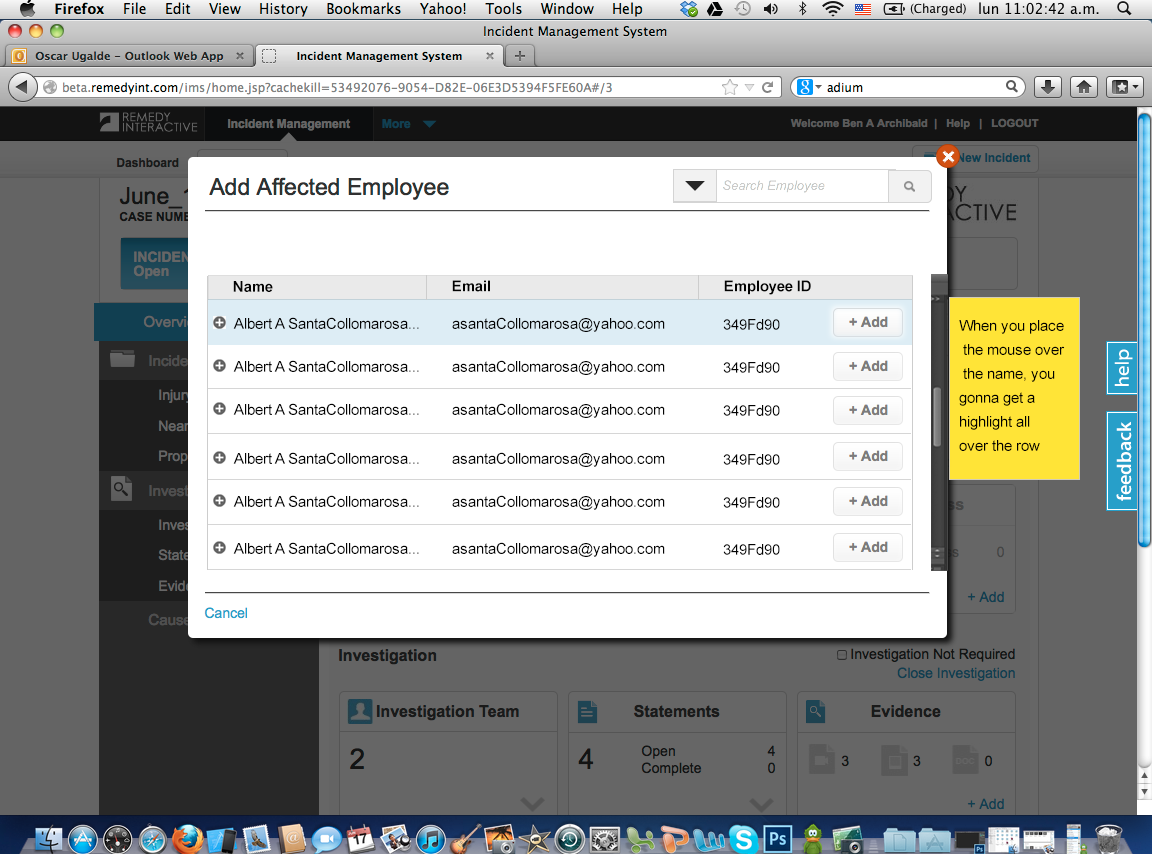 Firefox File Edit View History Bookmarks Yahoo! Tools Window Help (Charged) lun 11:02:42 a.m.
Incident Management System
Oscar Ugalde – Outlook Web App
Incident Management System
beta.remedyint.com/ims/home.jsp?cachekill=53492076-9054-D82E-06E3D5394F5FE60A#/3
adium
REMEDY
INTERACTIVE
Incident Management
More
Welcome Ben A Archibald | Help | LOGOUT
Dashboard
New Incident
June_
CASE NUME
DY
ACTIVE
Add Affected Employee
Search Employee
INCIDEN
Open
Name Email Employee ID
Albert A SantaCollomarosa... asantaCollomarosa@yahoo.com 349Fd90 + Add
Albert A SantaCollomarosa... asantaCollomarosa@yahoo.com 349Fd90 + Add
Albert A SantaCollomarosa... asantaCollomarosa@yahoo.com 349Fd90 + Add
Albert A SantaCollomarosa... asantaCollomarosa@yahoo.com 349Fd90 + Add
Albert A SantaCollomarosa... asantaCollomarosa@yahoo.com 349Fd90 + Add
Albert A SantaCollomarosa... asantaCollomarosa@yahoo.com 349Fd90 + Add
Cancel
When you place
the mouse over
the name, you
gonna get a
highlight all
over the row
help
feedback
Overvi
Incide
Injury
Near
Prop
Invest
Inves
State
Evide
Cause
ss
s 0
+ Add
Investigation
Investigation Not Required
Close Investigation
Investigation Team
2
Statements
4
Open 4
Complete 0
Evidence
3 3 DOC 0
+ Add
17
Ps